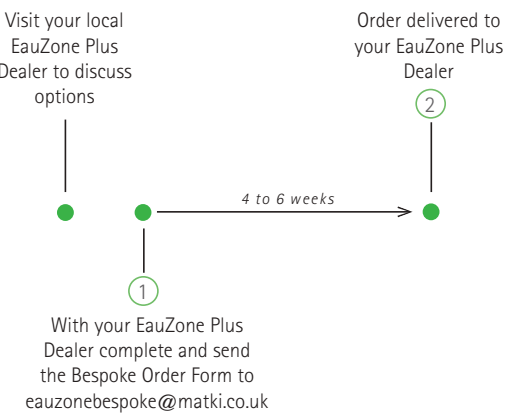 Visit your local
EauZone Plus
Dealer to discuss
options
Order delivered to
your EauZone Plus
Dealer
2
4 to 6 weeks
1
With your EauZone Plus
Dealer complete and send
the Bespoke Order Form to
eauzonebespoke@matki.co.uk